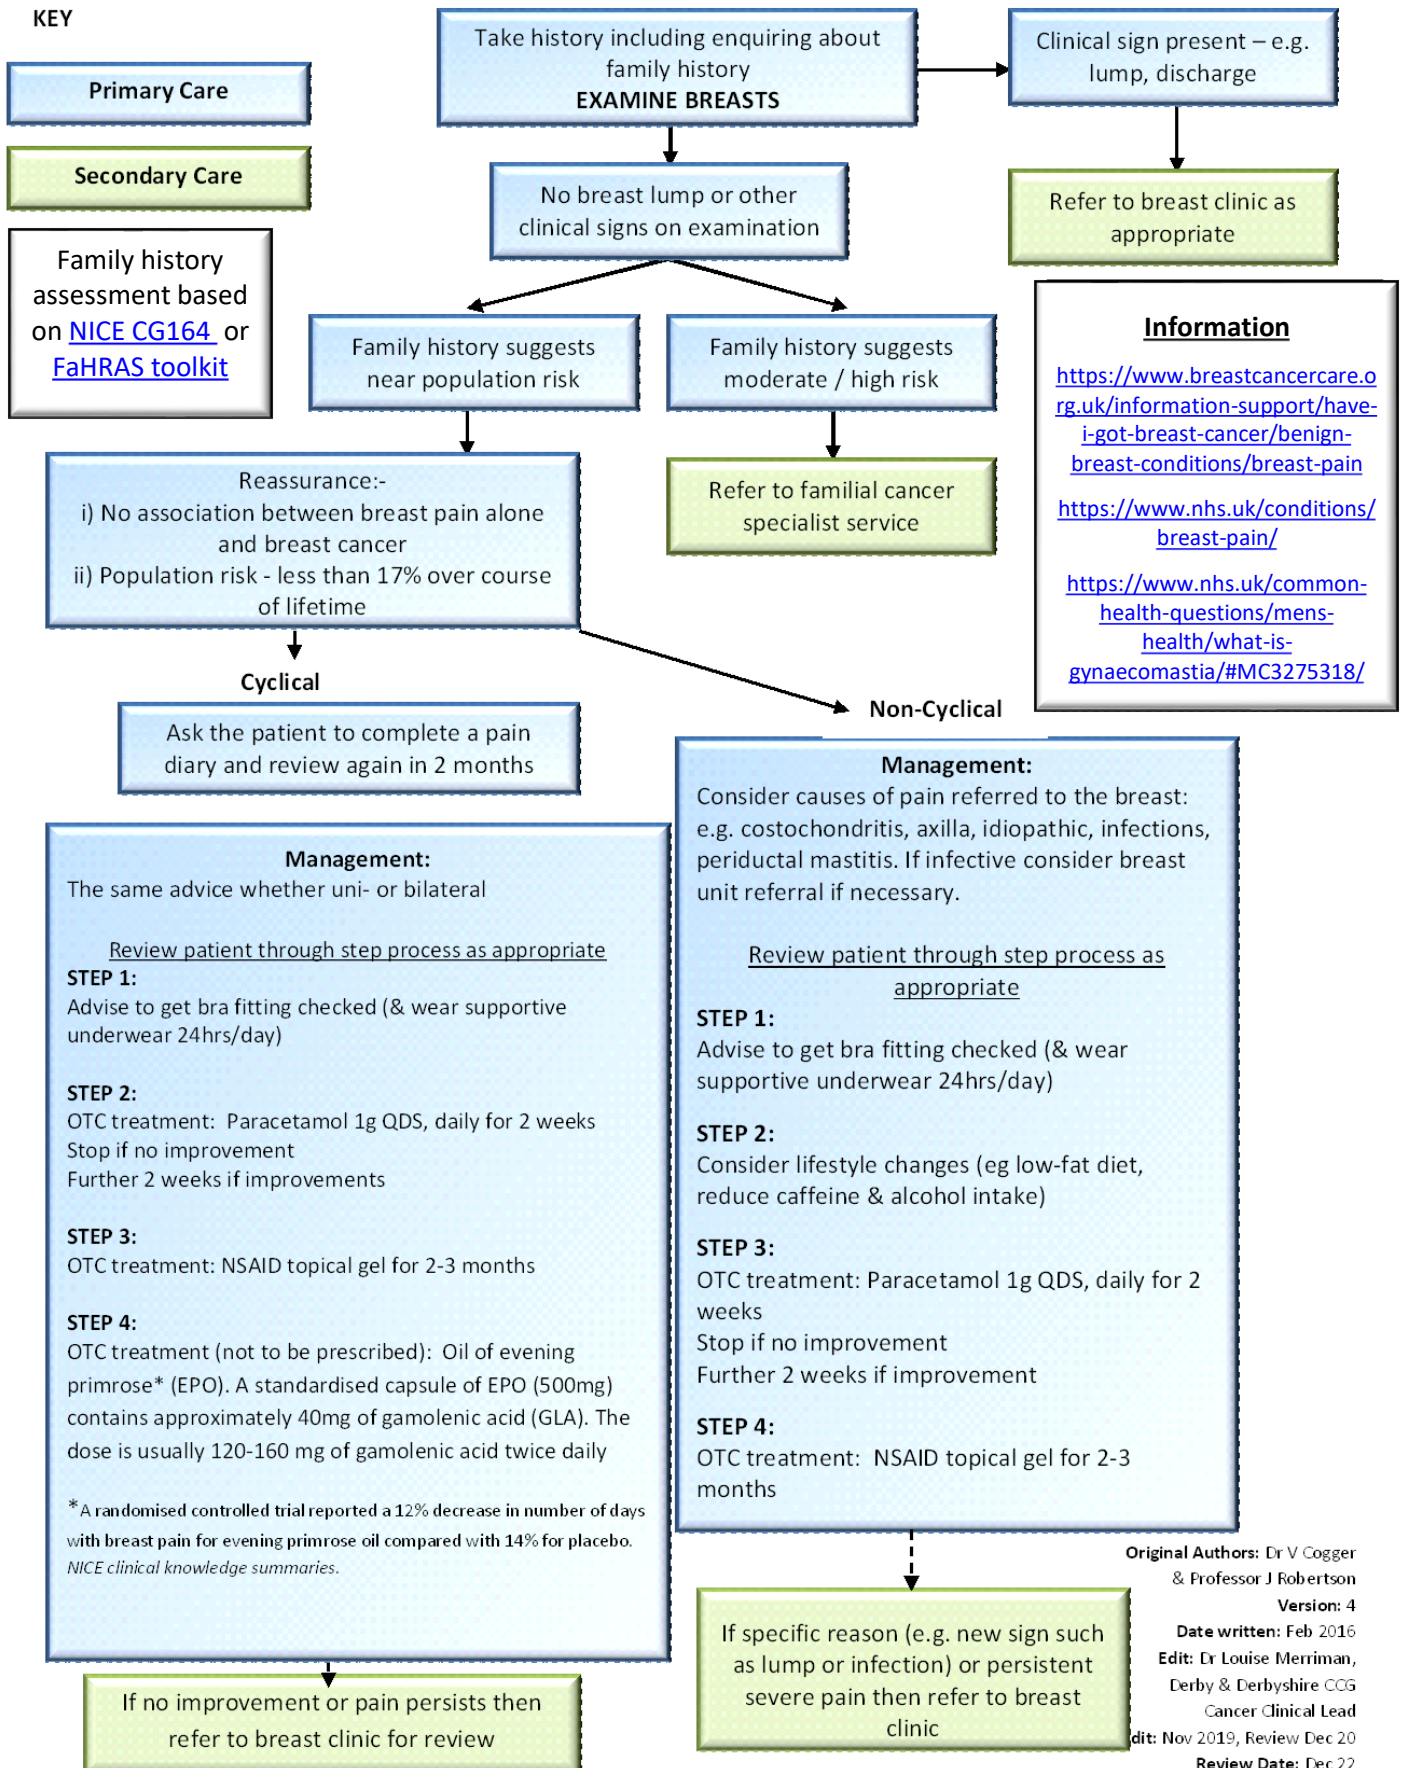 KEY
Primary Care
Secondary Care
Family history
assessment based
on NICE CG164 or
FaHRAS toolkit
Take history including enquiring about
family history
EXAMINE BREASTS
Clinical sign present – e.g.
lump, discharge
Refer to breast clinic as
appropriate
No breast lump or other
clinical signs on examination
Family history suggests
near population risk
Family history suggests
moderate / high risk
Refer to familial cancer
specialist service
Information
https://www.breastcancercare.o
rg.uk/information-support/have-
i-got-breast-cancer/benign-
breast-conditions/breast-pain
https://www.nhs.uk/conditions/
breast-pain/
https://www.nhs.uk/common-
health-questions/mens-
health/what-is-
gynaecomastia/#MC3275318/
Reassurance:-
i) No association between breast pain alone
and breast cancer
ii) Population risk - less than 17% over course
of lifetime
Cyclical
Ask the patient to complete a pain
diary and review again in 2 months
Management:
The same advice whether uni- or bilateral
Review patient through step process as appropriate
STEP 1:
Advise to get bra fitting checked (& wear supportive
underwear 24hrs/day)
STEP 2:
OTC treatment: Paracetamol 1g QDS, daily for 2 weeks
Stop if no improvement
Further 2 weeks if improvements
STEP 3:
OTC treatment: NSAID topical gel for 2-3 months
STEP 4:
OTC treatment (not to be prescribed): Oil of evening
primrose* (EPO). A standardised capsule of EPO (500mg)
contains approximately 40mg of gamolenic acid (GLA). The
dose is usually 120-160 mg of gamolenic acid twice daily
*A randomised controlled trial reported a 12% decrease in number of days
with breast pain for evening primrose oil compared with 14% for placebo.
NICE clinical knowledge summaries.
If no improvement or pain persists then
refer to breast clinic for review
Non-Cyclical
Management:
Consider causes of pain referred to the breast:
e.g. costochondritis, axilla, idiopathic, infections,
periductal mastitis. If infective consider breast
unit referral if necessary.
Review patient through step process as
appropriate
STEP 1:
Advise to get bra fitting checked (& wear
supportive underwear 24hrs/day)
STEP 2:
Consider lifestyle changes (eg low-fat diet,
reduce caffeine & alcohol intake)
STEP 3:
OTC treatment: Paracetamol 1g QDS, daily for 2
weeks
Stop if no improvement
Further 2 weeks if improvement
STEP 4:
OTC treatment: NSAID topical gel for 2-3
months
If specific reason (e.g. new sign such
as lump or infection) or persistent
severe pain then refer to breast
clinic
Original Authors: Dr V Cogger
& Professor J Robertson
Version: 4
Date written: Feb 2016
Edit: Dr Louise Merriman,
Derby & Derbyshire CCG
Cancer Clinical Lead
dit: Nov 2019, Review Dec 20
Review Date: Dec 22